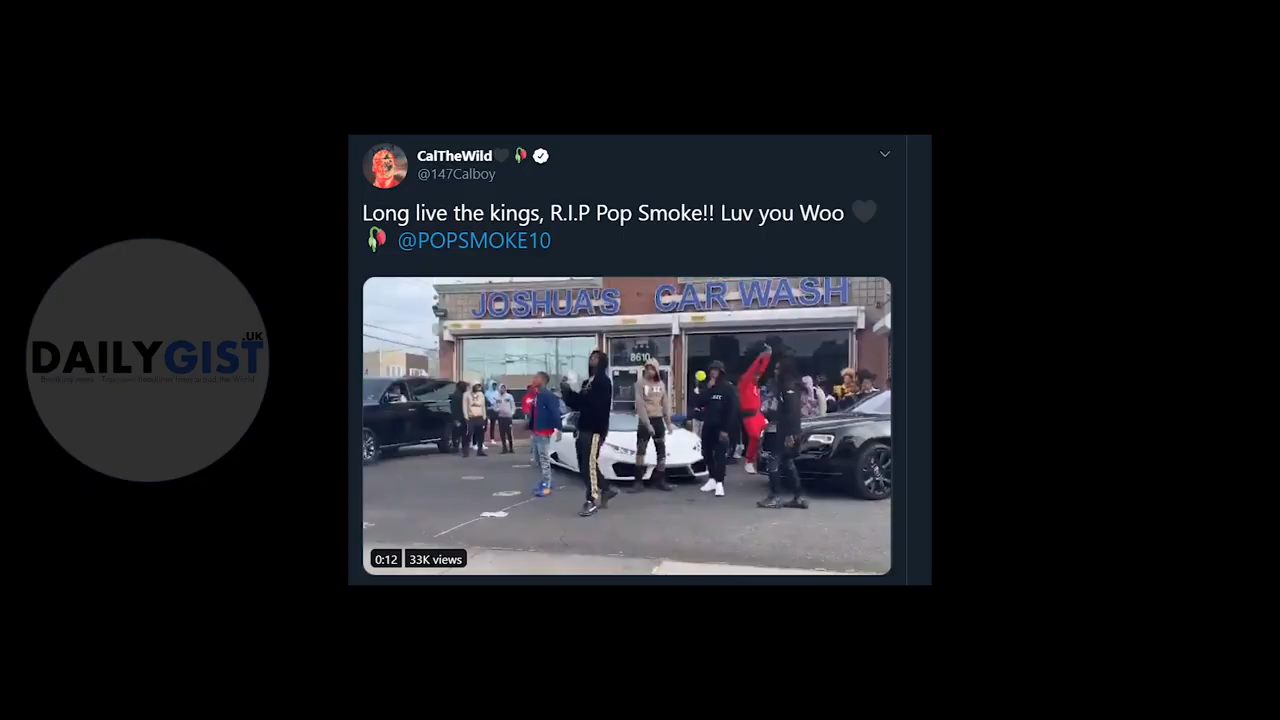 CalTheWild
@147Calboy
Long live the kings, R.I.P Pop Smoke!! Luv you Woo
@POPSMOKE10
JOSHUA'S CAR WASH
8610
0:12 33K views
.UK
DAILYGIST